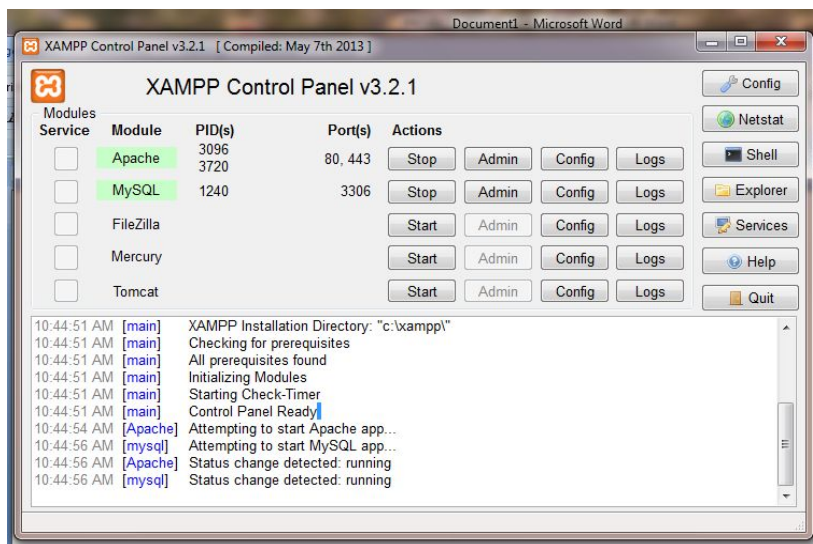 Document1 - Microsoft Word
XAMPP Control Panel v3.2.1 [ Compiled: May 7th 2013 ]
XAMPP Control Panel v3.2.1
Config
Modules
Service Module PID(s) Port(s) Actions
Netstat
Apache 3096 3720 80, 443 Stop Admin Config Logs
Shell
MySQL 1240 3306 Stop Admin Config Logs
Explorer
FileZilla Start Admin Config Logs
Services
Mercury Start Admin Config Logs
Help
Tomcat Start Admin Config Logs
Quit
10:44:51 AM [main] XAMPP Installation Directory: "c:\xampp\"
10:44:51 AM [main] Checking for prerequisites
10:44:51 AM [main] All prerequisites found
10:44:51 AM [main] Initializing Modules
10:44:51 AM [main] Starting Check-Timer
10:44:51 AM [main] Control Panel Ready
10:44:54 AM [Apache] Attempting to start Apache app...
10:44:56 AM [mysql] Attempting to start MySQL app...
10:44:56 AM [Apache] Status change detected: running
10:44:56 AM [mysql] Status change detected: running